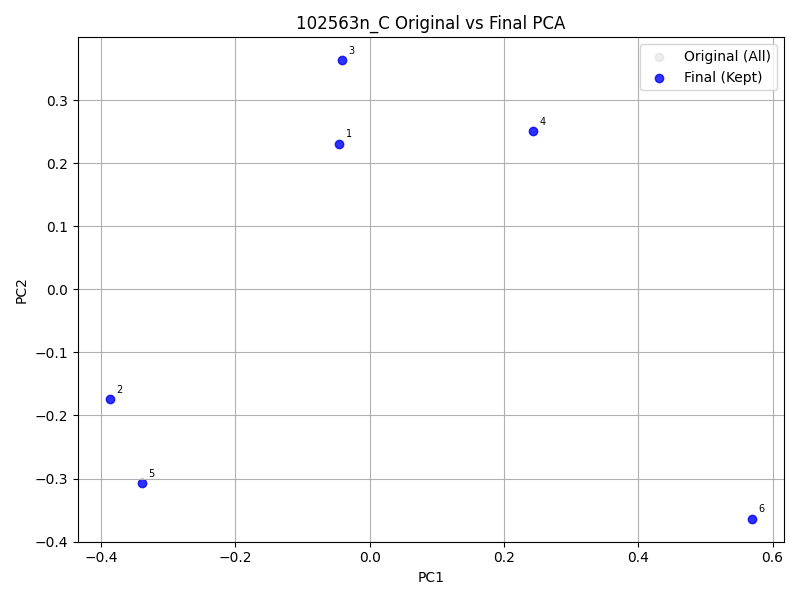 102563n_C Original vs Final PCA
Original (All)
Final (Kept)
3
1
4
2
5
6
PC2
0.3
0.2
0.1
0.0
−0.1
−0.2
−0.3
−0.4
−0.4 −0.2 0.0 0.2 0.4 0.6
PC1